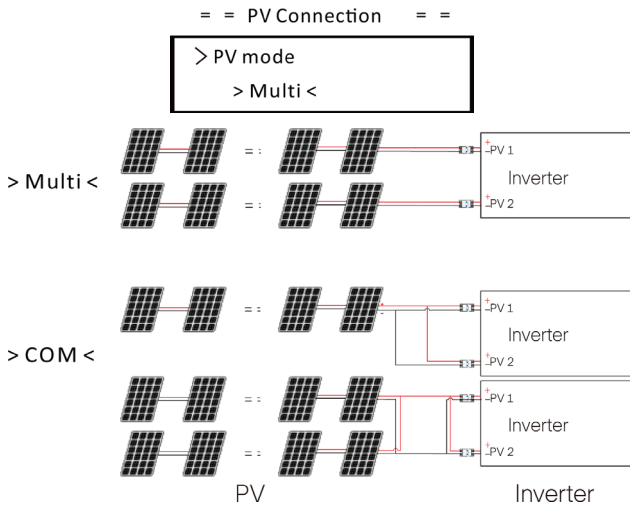 = = PV Connection = =
> PV mode
> Multi <
> Multi <
= :
+
-PV 1
Inverter
= :
+
-PV 2
> COM <
= :
+
-
+
-PV 1
Inverter
+
-PV 2
= :
+
-PV 1
Inverter
= :
+
-PV 2
PV
Inverter